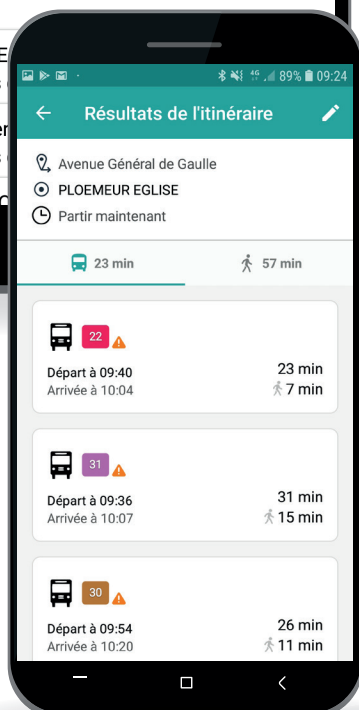 4G 89% 09:24
Résultats de l'itinéraire
Avenue Général de Gaulle
PLOEMEUR EGLISE
Partir maintenant
23 min 57 min
22
Départ à 09:40 23 min
Arrivée à 10:04 7 min
31
Départ à 09:36 31 min
Arrivée à 10:07 15 min
30
Départ à 09:54 26 min
Arrivée à 10:20 11 min